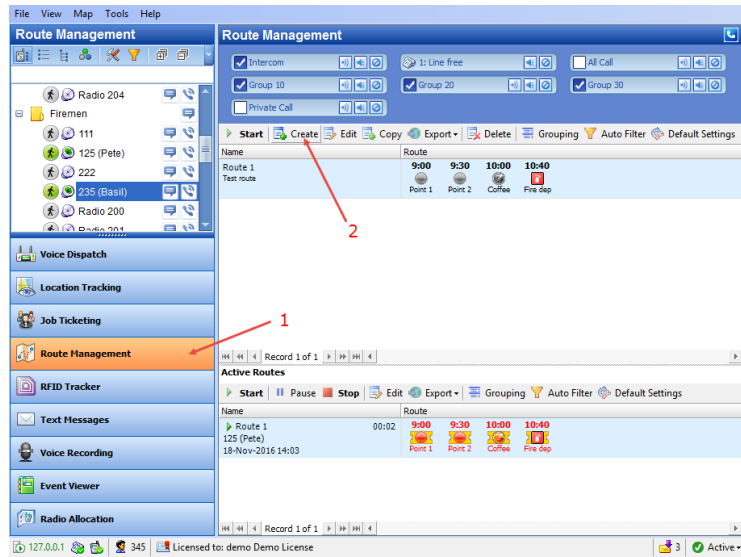 File View Map Tools Help
Route Management
Radio 204
Firemen
111
125 (Pete)
222
235 (Basil)
Radio 200
Radio 201
Voice Dispatch
Location Tracking
Job Ticketing
Route Management
RFID Tracker
Text Messages
Voice Recording
Event Viewer
Radio Allocation
Route Management
Intercom 1: Line free All Call
Group 10 Group 20 Group 30
Private Call
Start Create Edit Copy Export Delete Grouping Auto Filter Default Settings
Name Route
Route 1 9:00 9:30 10:00 10:40
Test route
Point 1 Point 2 Coffee Fire dep
2
1
Record 1 of 1
Active Routes
Start Pause Stop Edit Export Grouping Auto Filter Default Settings
Name Route
Route 1 00:02 9:00 9:30 10:00 10:40
125 (Pete)
18-Nov-2016 14:03 Point 1 Point 2 Coffee Fire dep
Record 1 of 1
127.0.0.1 345 Licensed to: demo Demo License 3 Active